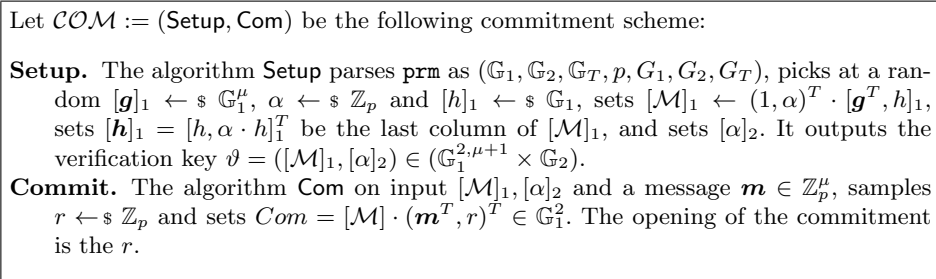 Let 𝒞𝒪ℳ := (Setup, Com) be the following commitment scheme:
Setup. The algorithm Setup parses prm as (𝔾₁, 𝔾₂, 𝔾_T, p, G₁, G₂, G_T), picks at a ran-
dom [𝒈]₁ ←$ 𝔾₁^μ, α ←$ ℤ_p and [h]₁ ←$ 𝔾₁, sets [ℳ]₁ ← (1, α)^T · [𝒈^T, h]₁,
sets [𝒉]₁ = [h, α · h]₁^T be the last column of [ℳ]₁, and sets [α]₂. It outputs the
verification key ϑ = ([ℳ]₁, [α]₂) ∈ (𝔾₁^{2,μ+1} × 𝔾₂).
Commit. The algorithm Com on input [ℳ]₁, [α]₂ and a message 𝒎 ∈ ℤ_p^μ, samples
r ←$ ℤ_p and sets Com = [ℳ] · (𝒎^T, r)^T ∈ 𝔾₁². The opening of the commitment
is the r.